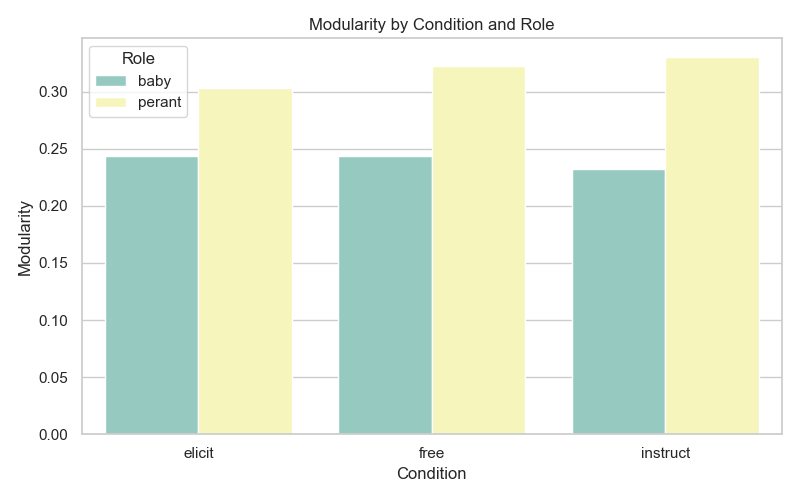 Modularity by Condition and Role
Role
baby
perant
Modularity
0.30
0.25
0.20
0.15
0.10
0.05
0.00
elicit
free
instruct
Condition